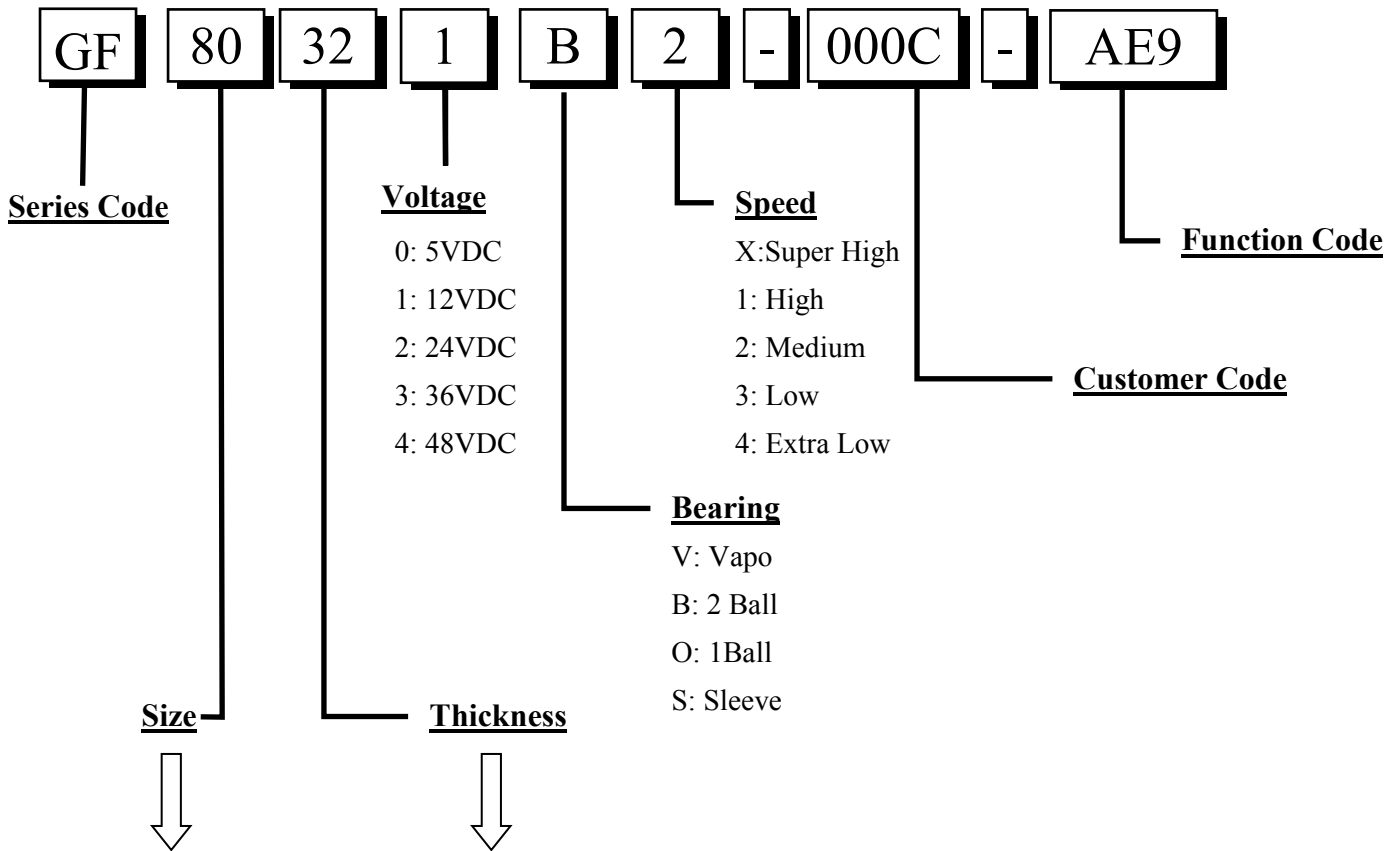 GF 80 32 1 B 2 - 000C - AE9
Series Code
Voltage
0: 5VDC
1: 12VDC
2: 24VDC
3: 36VDC
4: 48VDC
Speed
X:Super High
1: High
2: Medium
3: Low
4: Extra Low
Function Code
Customer Code
Bearing
V: Vapo
B: 2 Ball
O: 1Ball
S: Sleeve
Size
Thickness